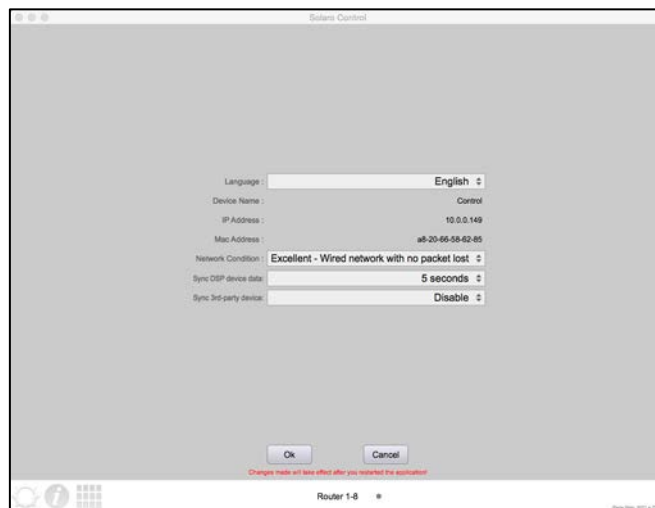 Solaro Control
Language : English
Device Name : Control
IP Address : 10.0.0.149
Mac Address : a8-20-66-58-62-85
Network Condition : Excellent - Wired network with no packet lost
Sync DSP device data: 5 seconds
Sync 3rd-party device: Disable
Ok Cancel
Changes made will take effect after you restarted the application!
Router 1-8